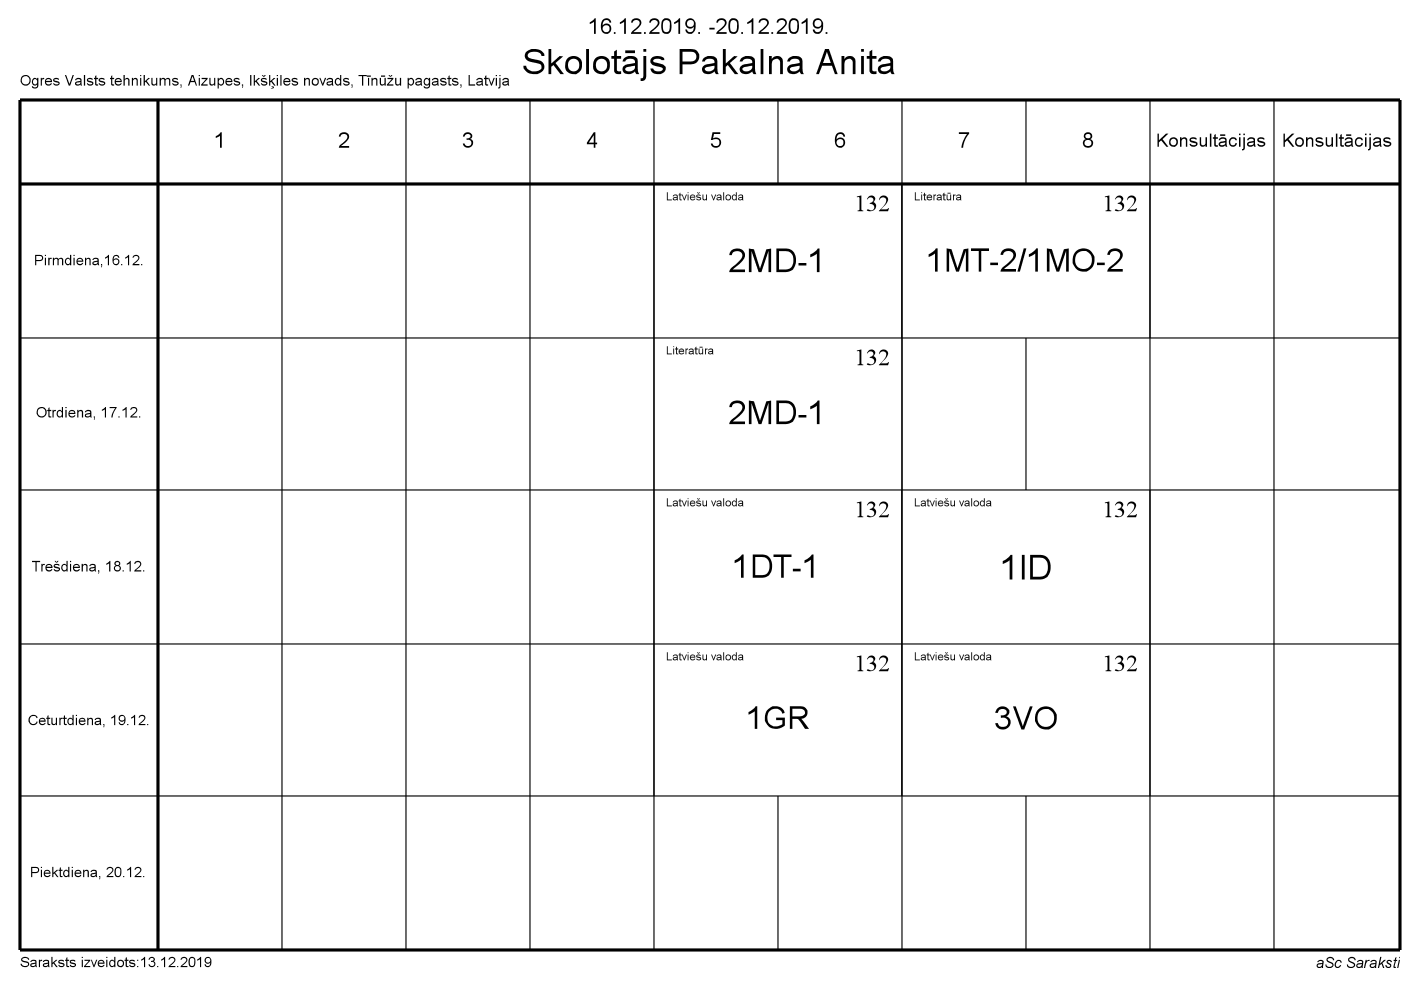 16.12.2019. -20.12.2019.
Skolotājs Pakalna Anita
Ogres Valsts tehnikums, Aizupes, Ikšķiles novads, Tīnūžu pagasts, Latvija
1 2 3 4 5 6 7 8 Konsultācijas Konsultācijas
Latviešu valoda 132 Literatūra 132
Pirmdiena,16.12. 2MD-1 1MT-2/1MO-2
Literatūra 132
Otrdiena, 17.12. 2MD-1
Latviešu valoda 132 Latviešu valoda 132
Trešdiena, 18.12. 1DT-1 1ID
Latviešu valoda 132 Latviešu valoda 132
Ceturtdiena, 19.12. 1GR 3VO
Piektdiena, 20.12.
Saraksts izveidots:13.12.2019 aSc Saraksti